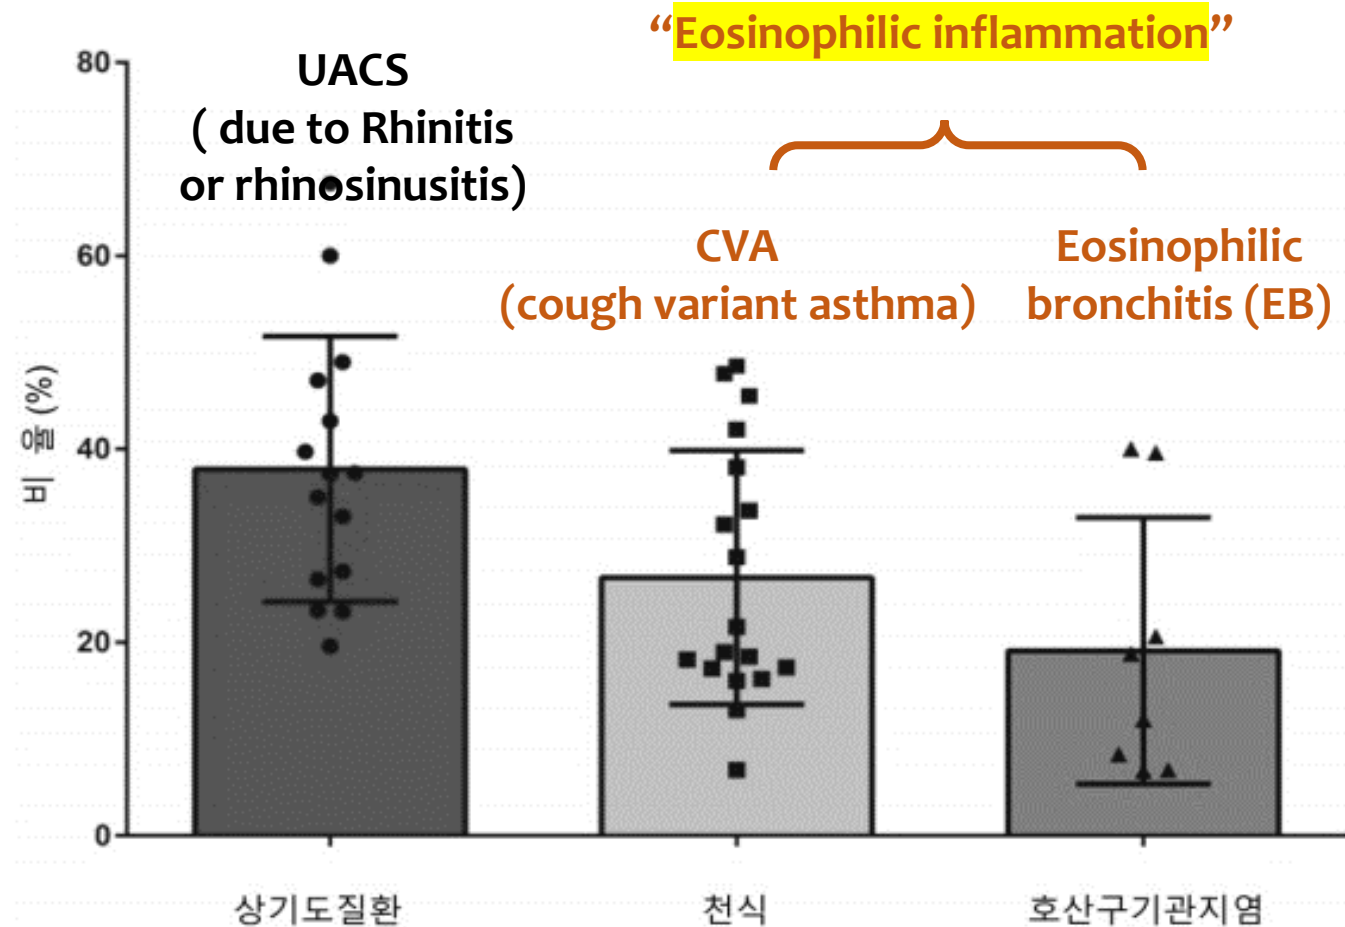 “Eosinophilic inflammation”
UACS
( due to Rhinitis
or rhinosinusitis)
CVA
(cough variant asthma)
Eosinophilic
bronchitis (EB)
비 율 (%)
80
60
40
20
0
상기도질환
천식
호산구기관지염